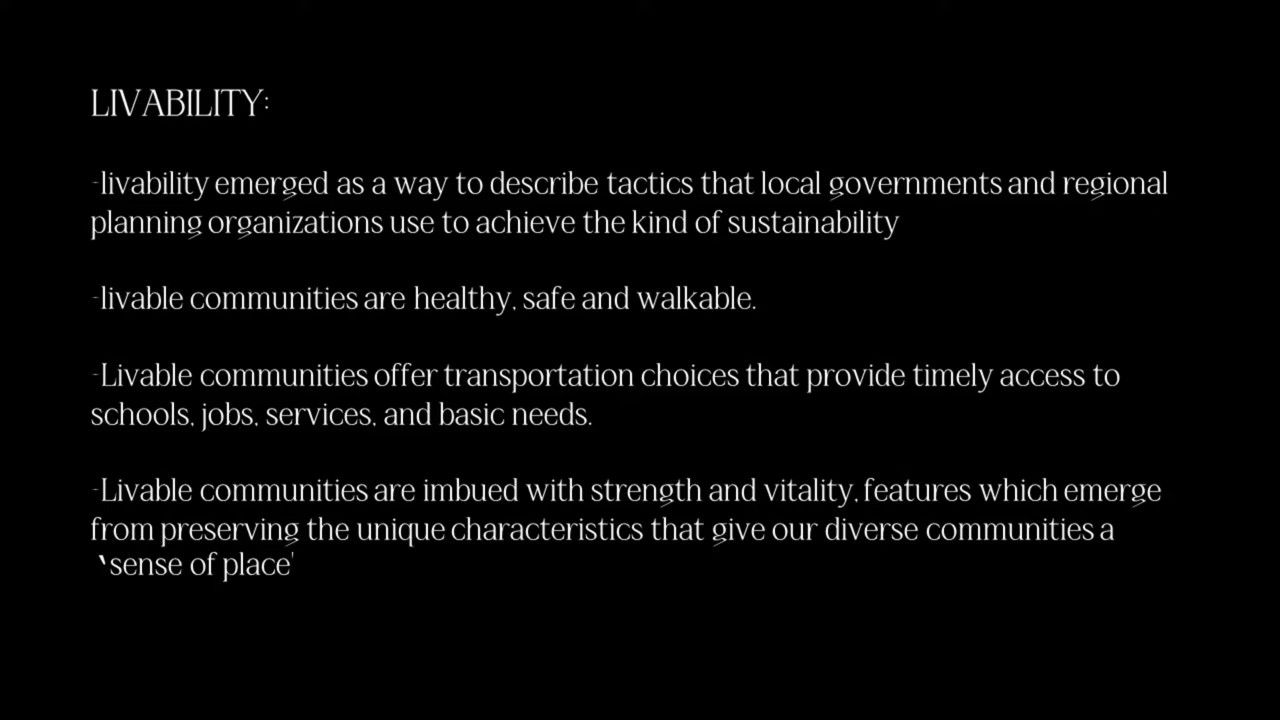 LIVABILITY:
-livability emerged as a way to describe tactics that local governments and regional
planning organizations use to achieve the kind of sustainability
-livable communities are healthy, safe and walkable.
-Livable communities offer transportation choices that provide timely access to
schools, jobs, services, and basic needs.
-Livable communities are imbued with strength and vitality, features which emerge
from preserving the unique characteristics that give our diverse communities a
‛sense of place'